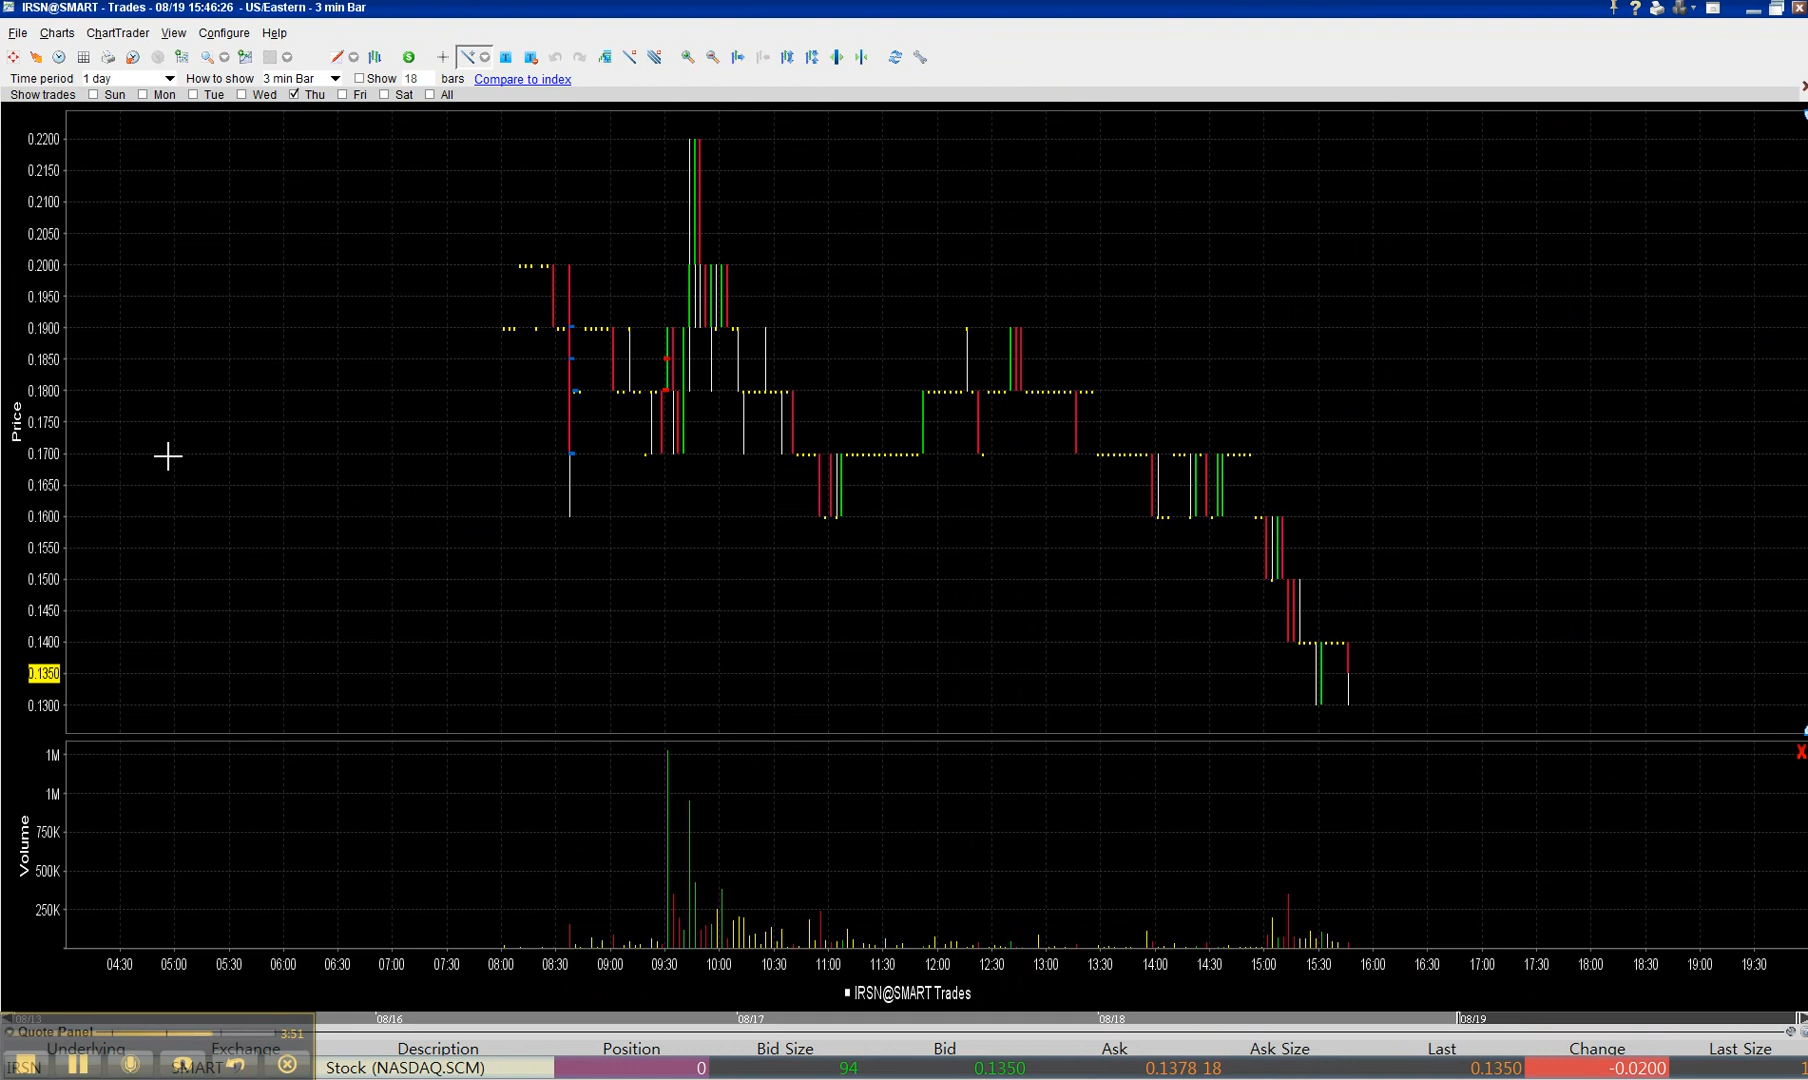 IRSN@SMART - Trades - 08/19 15:46:26 - US/Eastern - 3 min Bar
File Charts ChartTrader View Configure Help
Time period 1 day How to show 3 min Bar Show 18 bars Compare to index
Show trades Sun Mon Tue Wed Thu Fri Sat All
0.2200
0.2150
0.2100
0.2050
0.2000
0.1950
0.1900
0.1850
0.1800
0.1750
0.1700
0.1650
0.1600
0.1550
0.1500
0.1450
0.1400
0.1350
0.1300
Price
1M
1M
750K
500K
250K
Volume
04:30 05:00 05:30 06:00 06:30 07:00 07:30 08:00 08:30 09:00 09:30 10:00 10:30 11:00 11:30 12:00 12:30 13:00 13:30 14:00 14:30 15:00 15:30 16:00 16:30 17:00 17:30 18:00 18:30 19:00 19:30
IRSN@SMART Trades
08/13 08/16 08/17 08/18 08/19
Quote Panel 3:51
Underlying Exchange Description Position Bid Size Bid Ask Ask Size Last Change Last Size
IRSN SMART Stock (NASDAQ.SCM) 0 94 0.1350 0.1378 18 0.1350 -0.0200